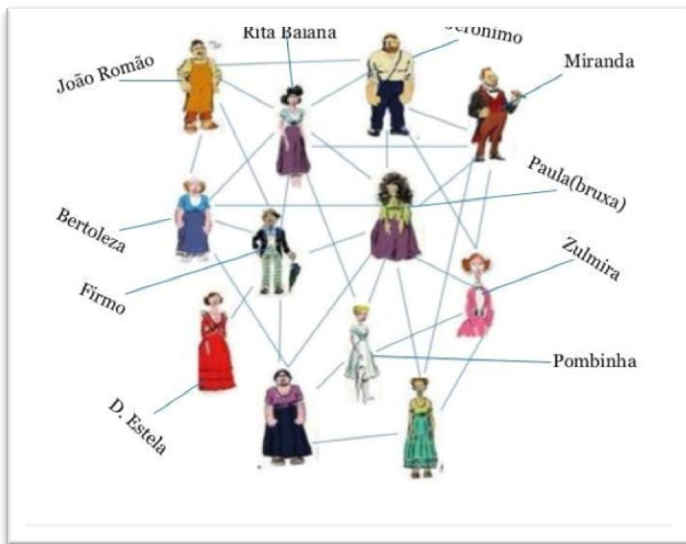 Rita Baiana
João Romão
Miranda
Paula(bruxa)
Bertoleza
Zulmira
Firmo
Pombinha
D. Estela